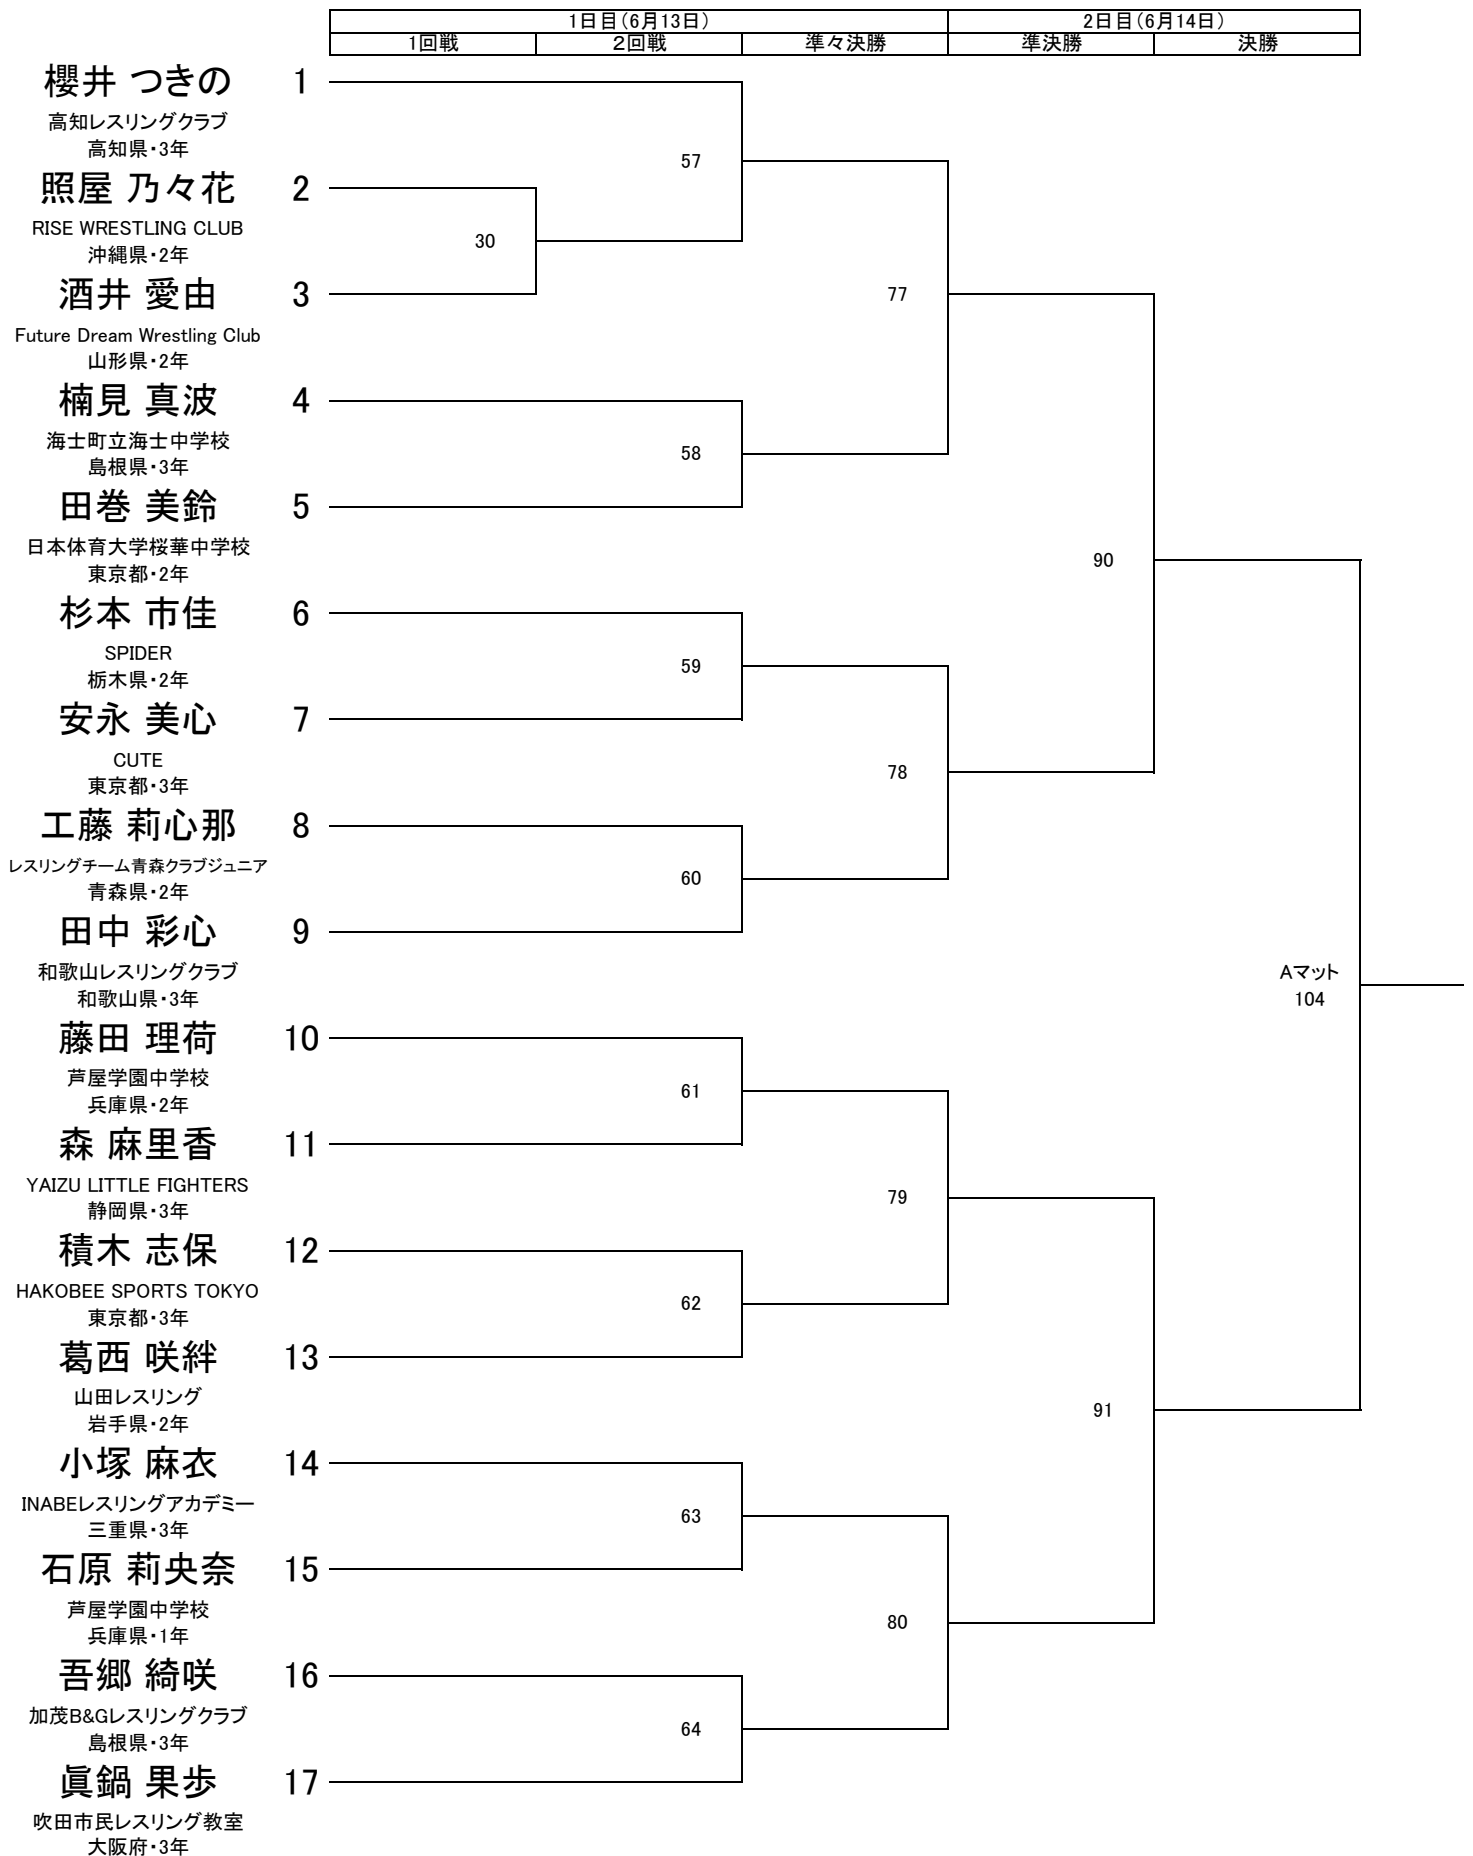 1日目（6月13日） 2日目（6月14日）
1回戦 2回戦 準々決勝 準決勝 決勝
櫻井 つきの 1
高知レスリングクラブ
高知県・3年
57
照屋 乃々花 2
RISE WRESTLING CLUB
30
沖縄県・2年
酒井 愛由 3
77
Future Dream Wrestling Club
山形県・2年
楠見 真波 4
海士町立海士中学校
58
島根県・3年
田巻 美鈴 5
日本体育大学桜華中学校
90
東京都・2年
杉本 市佳 6
SPIDER
59
栃木県・2年
安永 美心 7
CUTE
78
東京都・3年
工藤 莉心那 8
レスリングチーム青森クラブジュニア
60
青森県・2年
田中 彩心 9
和歌山レスリングクラブ
Aマット
和歌山県・3年
104
藤田 理荷 10
芦屋学園中学校
61
兵庫県・2年
森 麻里香 11
YAIZU LITTLE FIGHTERS
79
静岡県・3年
積木 志保 12
HAKOBEE SPORTS TOKYO
62
東京都・3年
葛西 咲絆 13
山田レスリング
91
岩手県・2年
小塚 麻衣 14
INABEレスリングアカデミー
63
三重県・3年
石原 莉央奈 15
芦屋学園中学校
80
兵庫県・1年
吾郷 綺咲 16
加茂B&Gレスリングクラブ
64
島根県・3年
眞鍋 果歩 17
吹田市民レスリング教室
大阪府・3年